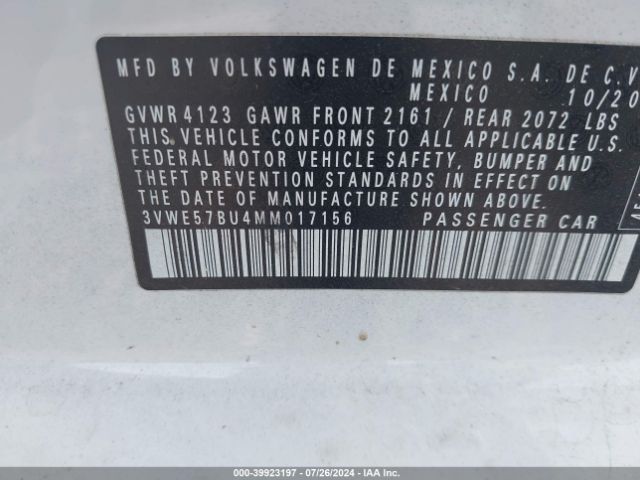 MFD BY VOLKSWAGEN DE MEXICO S.A. DE C.V
MEXICO 10/20
GVWR 4123 GAWR FRONT 2161 / REAR 2072 LBS
THIS VEHICLE CONFORMS TO ALL APPLICABLE U.S.
FEDERAL MOTOR VEHICLE SAFETY, BUMPER AND
THEFT PREVENTION STANDARDS IN EFFECT ON
THE DATE OF MANUFACTURE SHOWN ABOVE.
3VWE57BU4MM017156 PASSENGER CAR
000-39923197 - 07/26/2024 - IAA Inc.